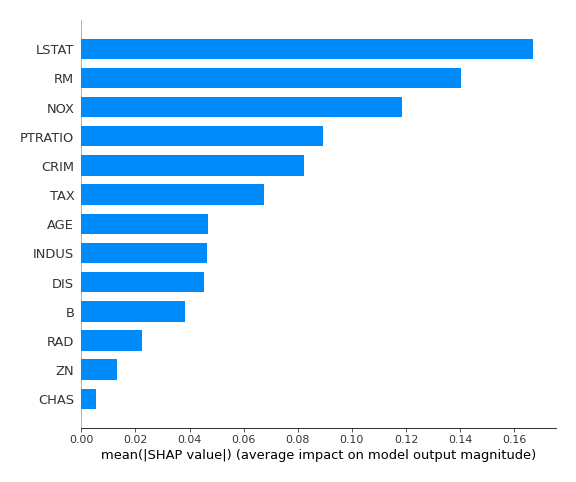 LSTAT
RM
NOX
PTRATIO
CRIM
TAX
AGE
INDUS
DIS
B
RAD
ZN
CHAS
0.00 0.02 0.04 0.06 0.08 0.10 0.12 0.14 0.16
mean(|SHAP value|) (average impact on model output magnitude)